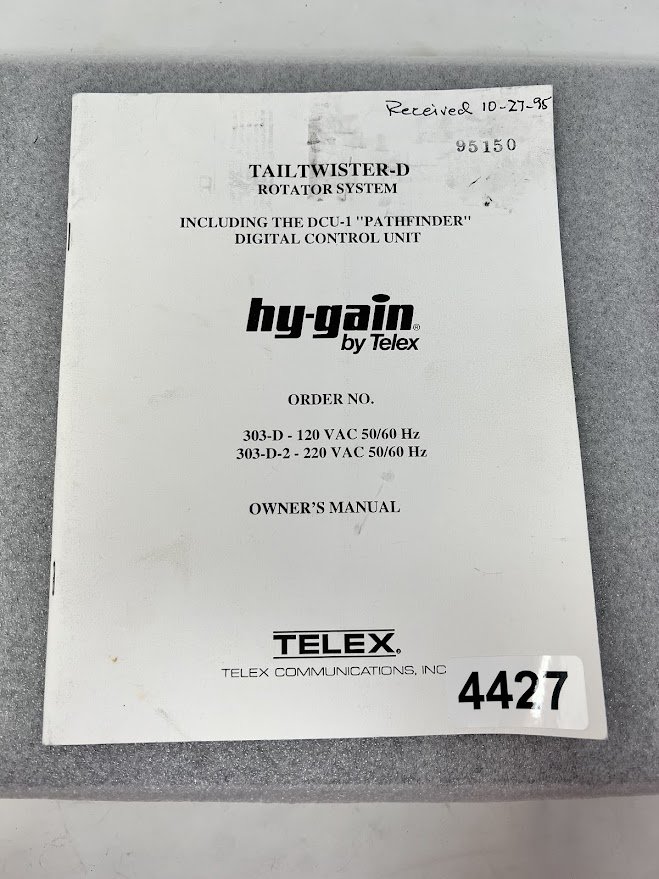 Received 10-27-95
95150
TAILTWISTER-D
ROTATOR SYSTEM
INCLUDING THE DCU-1 "PATHFINDER"
DIGITAL CONTROL UNIT
hy-gain®
by Telex
ORDER NO.
303-D - 120 VAC 50/60 Hz
303-D-2 - 220 VAC 50/60 Hz
OWNER'S MANUAL
TELEX®
TELEX COMMUNICATIONS, INC
4427